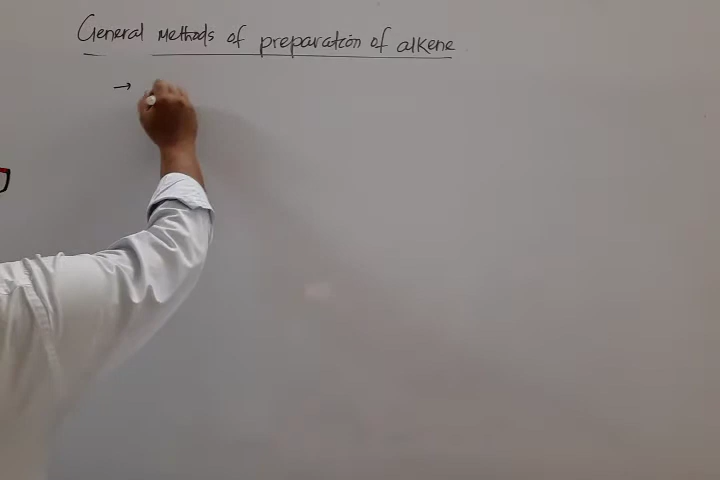 General Methods of preparation of alkene
→